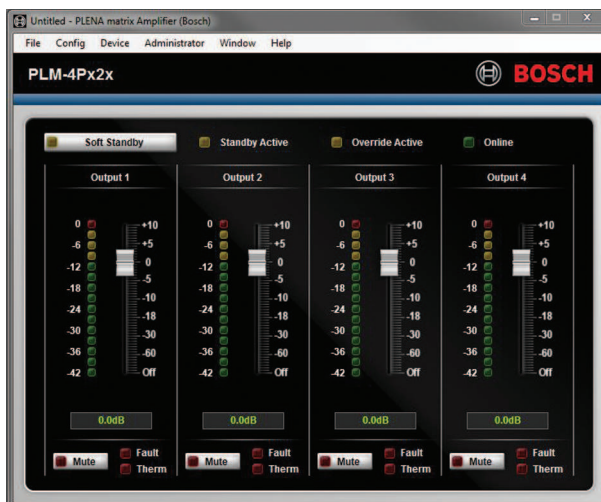 Untitled - PLENA matrix Amplifier (Bosch)
File Config Device Administrator Window Help
PLM-4Px2x
BOSCH
Soft Standby Standby Active Override Active Online
Output 1 Output 2 Output 3 Output 4
0 +10 0 +10 0 +10 0 +10
+5 +5 +5 +5
-6 -6 -6 -6
0 0 0 0
-12 -12 -12 -12
-5 -5 -5 -5
-18 -18 -18 -18
-10 -10 -10 -10
-24 -18 -24 -18 -24 -18 -24 -18
-30 -30 -30 -30 -30 -30 -30 -30
-36 -60 -36 -60 -36 -60 -36 -60
-42 Off -42 Off -42 Off -42 Off
0.0dB 0.0dB 0.0dB 0.0dB
Mute Fault Mute Fault Mute Fault Mute Fault
Therm Therm Therm Therm